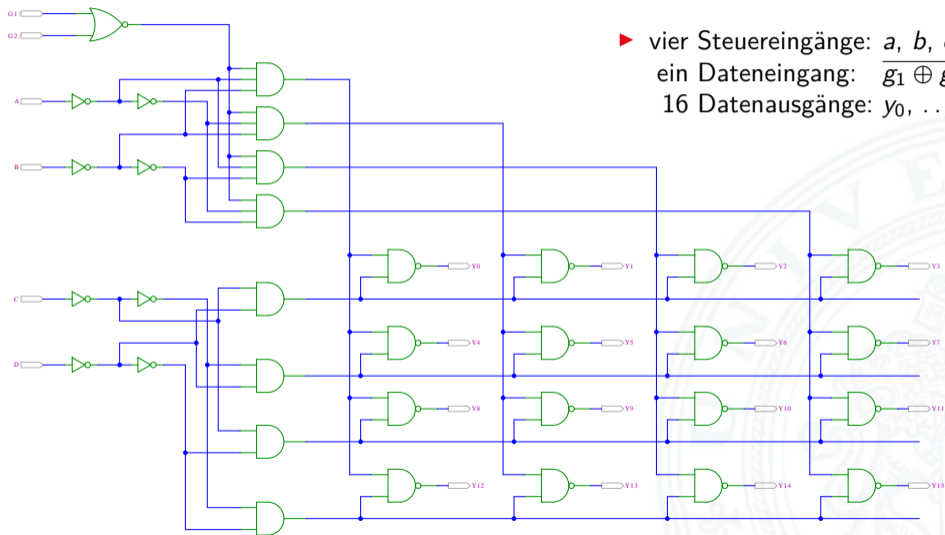 G1
G2
▶ vier Steuereingänge: a, b,
ein Dateneingang: g₁ ⊕
16 Datenausgänge: y₀, ..
A
B
Y0 Y1 Y2 Y3
C
Y4 Y5 Y6 Y7
D
Y8 Y9 Y10 Y11
Y12 Y13 Y14 Y15